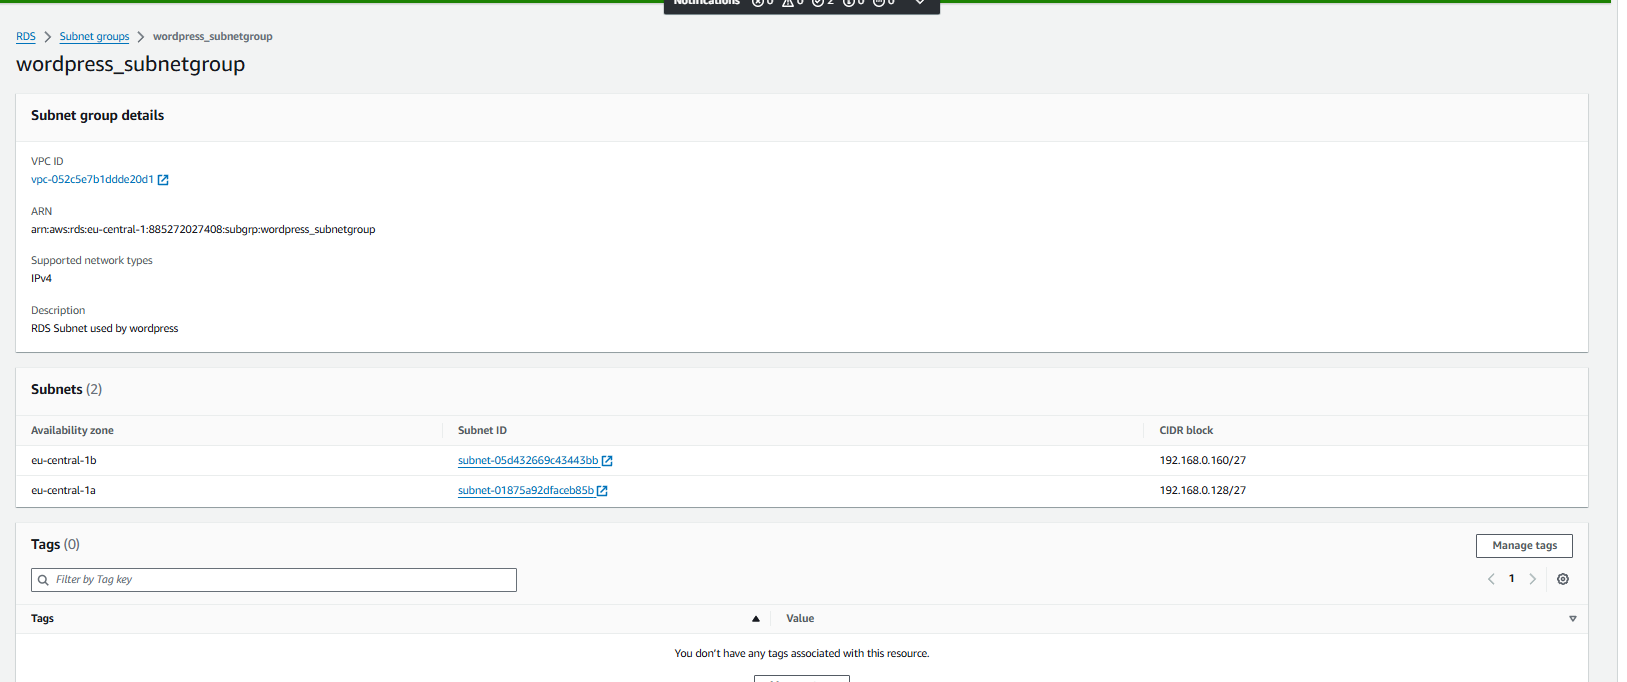 Notifications 0 0 2 0 0
RDS Subnet groups wordpress_subnetgroup
wordpress_subnetgroup
Subnet group details
VPC ID
vpc-052c5e7b1ddde20d1
ARN
arn:aws:rds:eu-central-1:885272027408:subgrp:wordpress_subnetgroup
Supported network types
IPv4
Description
RDS Subnet used by wordpress
Subnets (2)
Availability zone Subnet ID CIDR block
eu-central-1b subnet-05d432669c43443bb 192.168.0.160/27
eu-central-1a subnet-01875a92dfaceb85b 192.168.0.128/27
Tags (0)
Manage tags
Filter by Tag key
1
Tags Value
You don't have any tags associated with this resource.